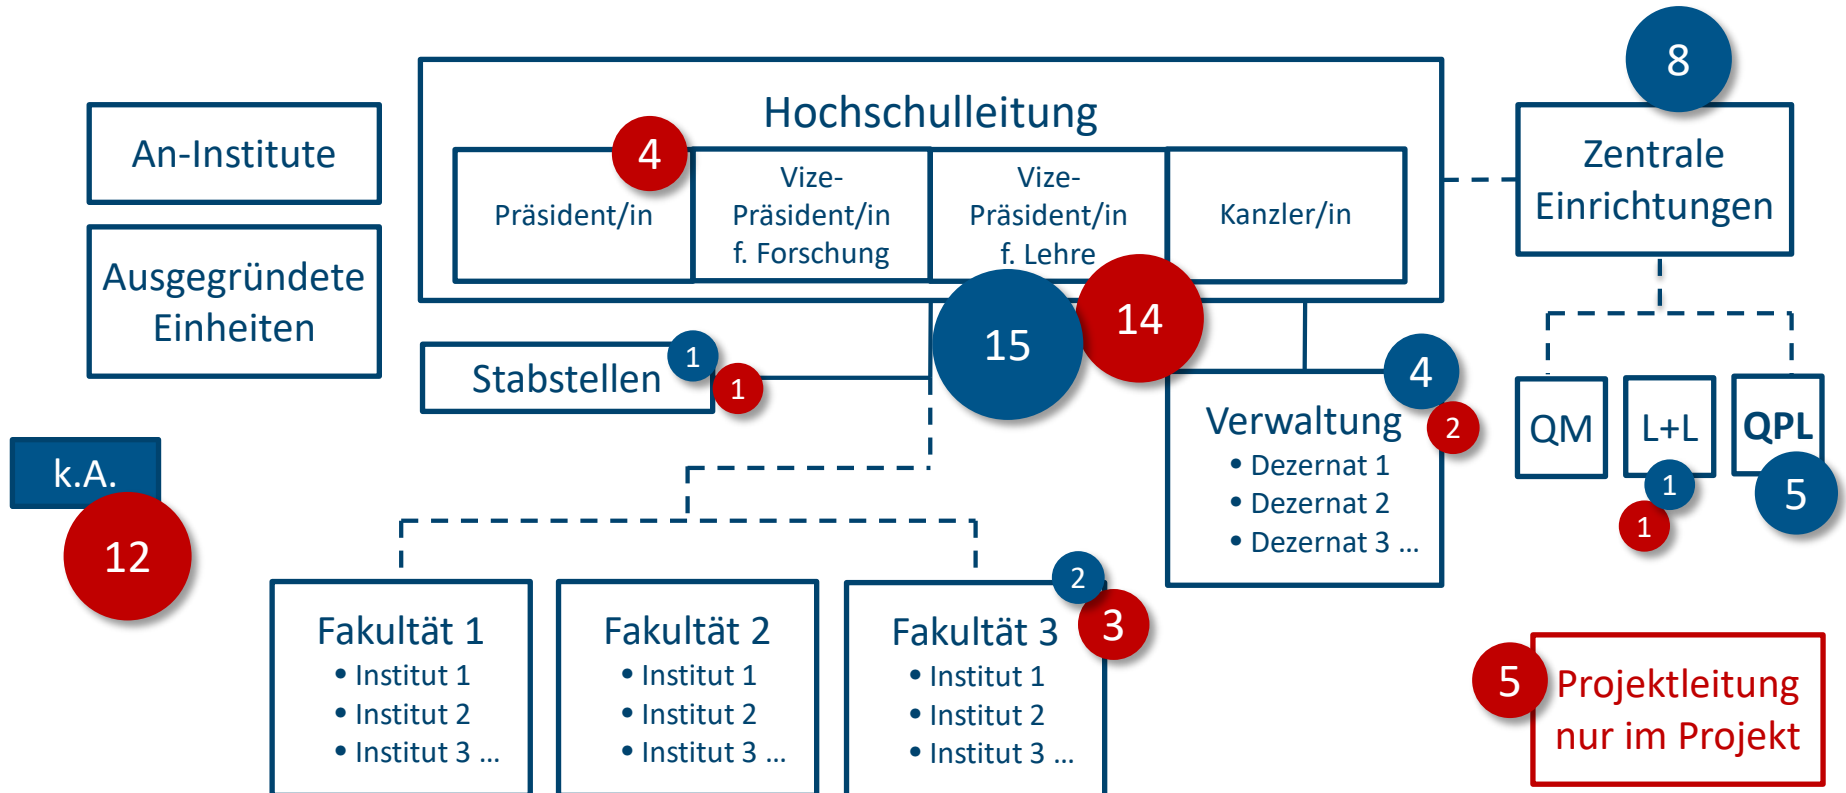 8
Hochschulleitung
An-Institute
4
Präsident/in
Vize-
Präsident/in
f. Forschung
Vize-
Präsident/in
f. Lehre
Kanzler/in
Zentrale
Einrichtungen
Ausgegründete
Einheiten
15
14
Stabstellen
1
1
4
2
Verwaltung
• Dezernat 1
• Dezernat 2
• Dezernat 3 ...
QM
L+L
QPL
1
1
5
k.A.
12
2
3
Fakultät 1
• Institut 1
• Institut 2
• Institut 3 ...
Fakultät 2
• Institut 1
• Institut 2
• Institut 3 ...
Fakultät 3
• Institut 1
• Institut 2
• Institut 3 ...
5
Projektleitung
nur im Projekt